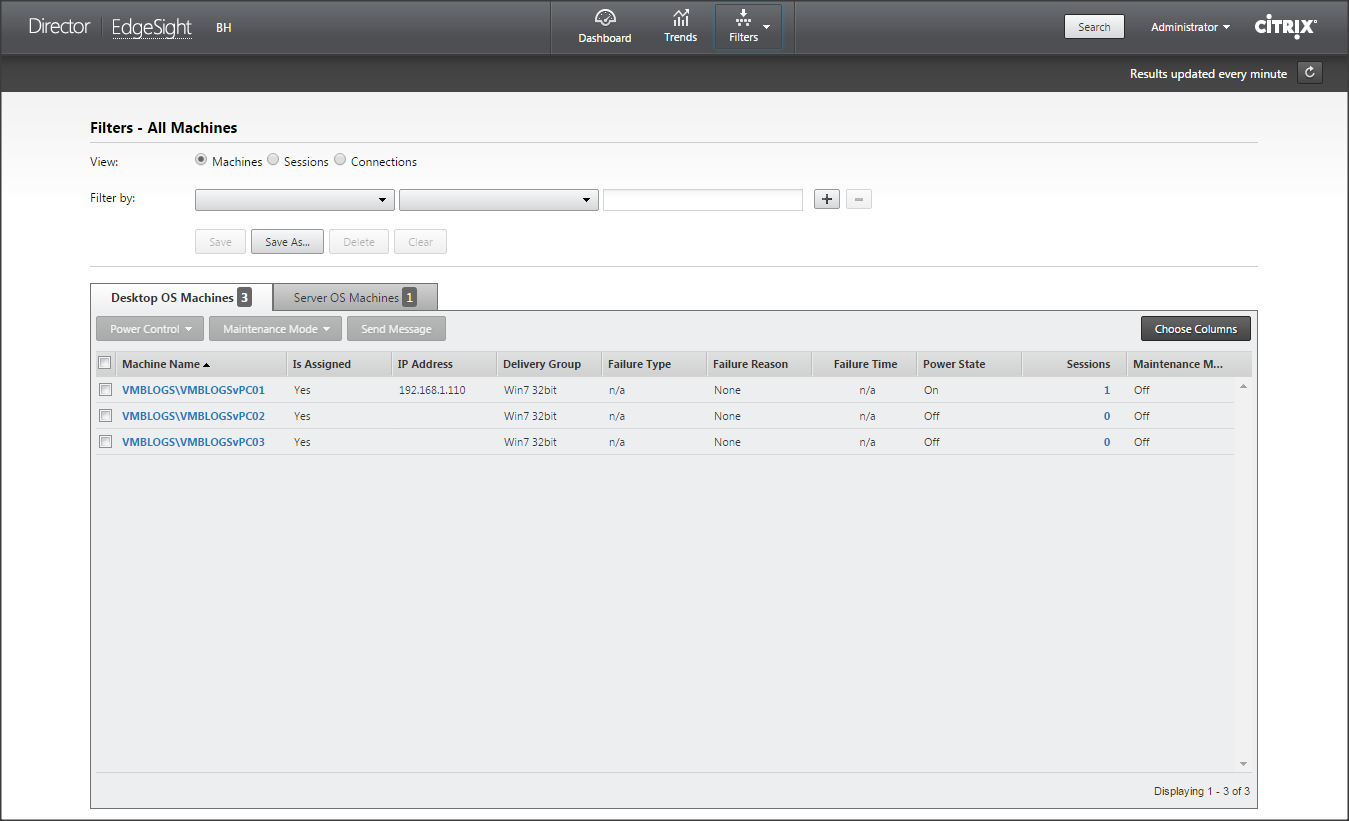 Director EdgeSight BH Dashboard Trends Filters Search Administrator CITRIX
Results updated every minute
Filters - All Machines
View: Machines Sessions Connections
Filter by:
Save Save As... Delete Clear
Desktop OS Machines 3 Server OS Machines 1
Power Control Maintenance Mode Send Message Choose Columns
Machine Name Is Assigned IP Address Delivery Group Failure Type Failure Reason Failure Time Power State Sessions Maintenance M...
VMBLOGS\VMBLOGSvPC01 Yes 192.168.1.110 Win7 32bit n/a None n/a On 1 Off
VMBLOGS\VMBLOGSvPC02 Yes Win7 32bit n/a None n/a Off 0 Off
VMBLOGS\VMBLOGSvPC03 Yes Win7 32bit n/a None n/a Off 0 Off
Displaying 1 - 3 of 3